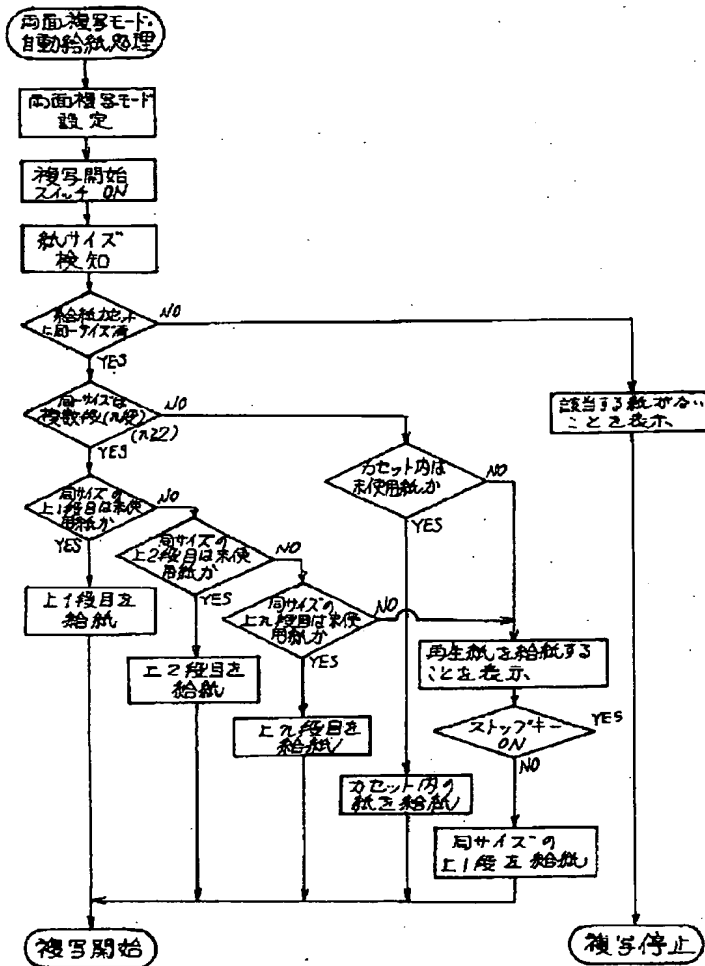 両面複写モード・
自動給紙処理
両面複写モード
設定
複写開始
スイッチ ON
紙サイズ
検知
給紙カセット
上同一サイズ有
NO
YES
同一サイズは
複数段(n段)
(n≧2)
NO
YES
該当する紙がない
ことを表示
カセット内は
未使用紙か
NO
YES
同サイズの
上1段目は未使
用紙か
NO
YES
同サイズの
上2段目は未使
用紙か
NO
YES
上1段目を
給紙
同サイズの
上n段目は未使
用紙か
NO
YES
再生紙を給紙する
ことを表示
上2段目を
給紙
ストップキー
ON
YES
NO
上n段目を
給紙
カセット内の
紙を給紙
同サイズの
上1段を給紙
複写開始
複写停止